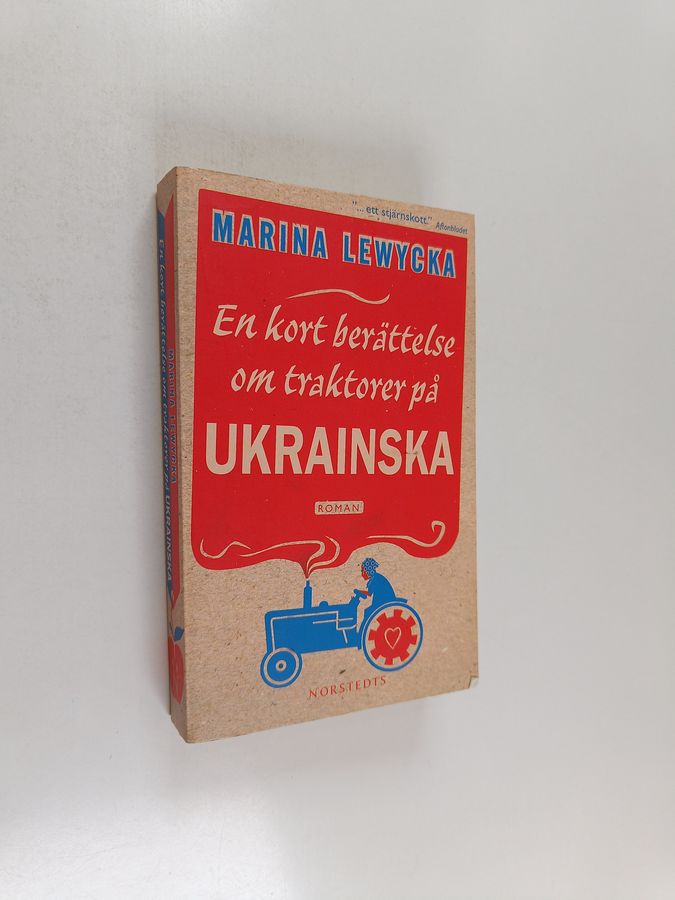 "... ett stjärnskott."
Aftonbladet
MARINA LEWYCKA
En kort berättelse
om traktorer på
UKRAINSKA
ROMAN
NORSTEDTS
MARINA LEWYCKA
En kort berättelse om traktorer på UKRAINSKA